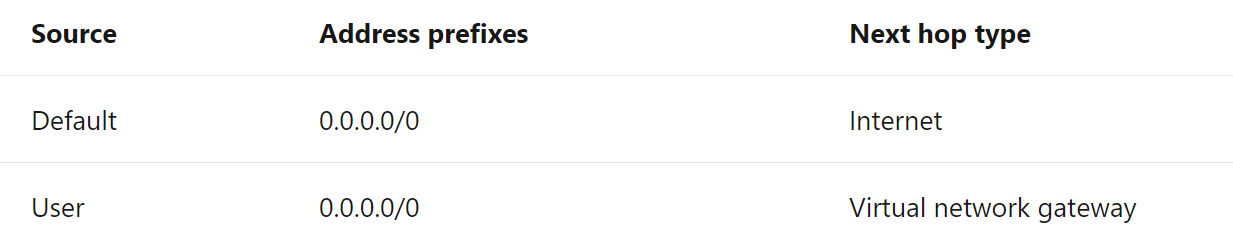 Source Address prefixes Next hop type
Default 0.0.0.0/0 Internet
User 0.0.0.0/0 Virtual network gateway